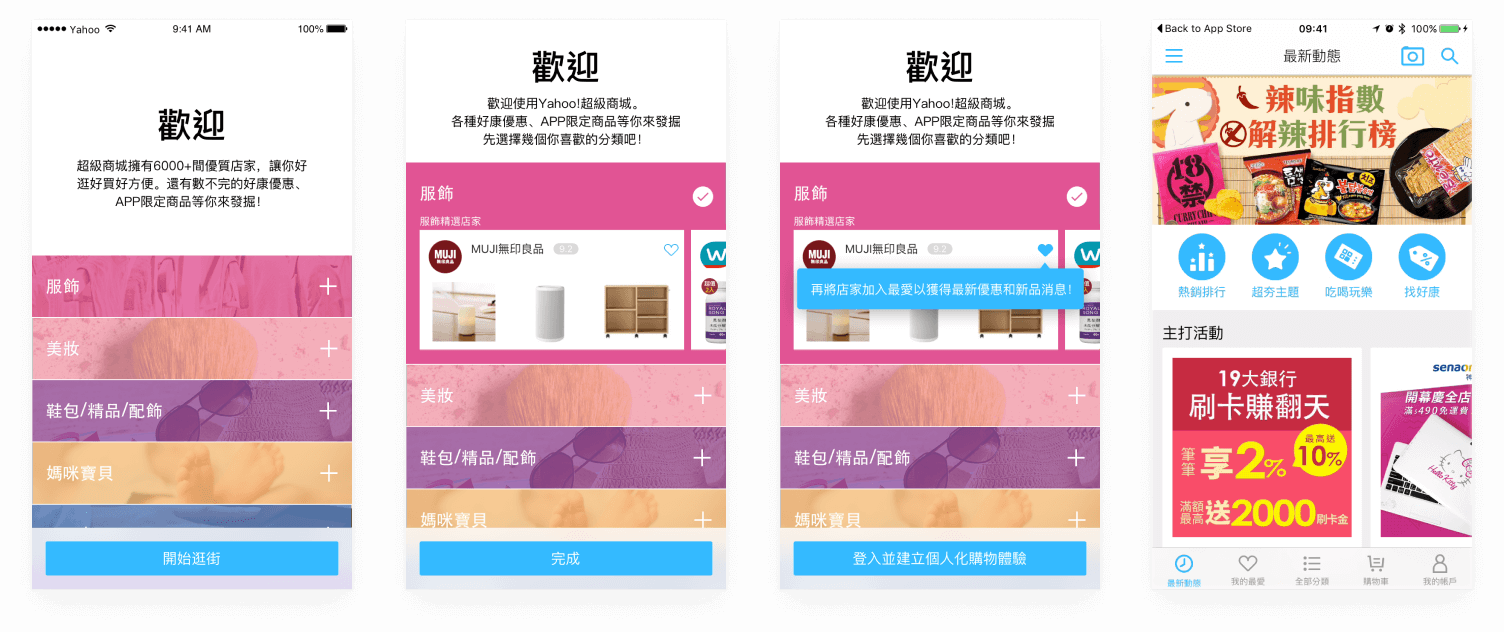 Yahoo
9:41 AM
100%
歡迎
超級商城擁有6000+間優質店家，讓你好
逛好買好方便。還有數不完的好康優惠、
APP限定商品等你來發掘！
服飾
美妝
鞋包/精品/配飾
媽咪寶貝
開始逛街
歡迎
歡迎使用Yahoo!超級商城。
各種好康優惠、APP限定商品等你來發掘
先選擇幾個你喜歡的分類吧！
服飾
服飾精選店家
MUJI
無印良品
MUJI無印良品 9.2
W
超值
2入
ROYAL
SONG
美妝
鞋包/精品/配飾
媽咪寶貝
完成
歡迎
歡迎使用Yahoo!超級商城。
各種好康優惠、APP限定商品等你來發掘
先選擇幾個你喜歡的分類吧！
服飾
服飾精選店家
MUJI
MUJI無印良品 9.2
W
再將店家加入最愛以獲得最新優惠和新品消息！
ROYAL
SONG
美妝
鞋包/精品/配飾
媽咪寶貝
登入並建立個人化購物體驗
Back to App Store
09:41
100%
最新動態
辣味指數
解辣排行榜
18
禁
CURRY CHI
熱銷排行
超夯主題
吃喝玩樂
找好康
主打活動
19大銀行
刷卡賺翻天
筆筆享2%
最高送
10%
滿額
最高送2000刷卡金
senao
神
開幕慶全店
滿490免運費
Hello Kitty
最新動態
我的最愛
全部分類
購物車
我的帳戶